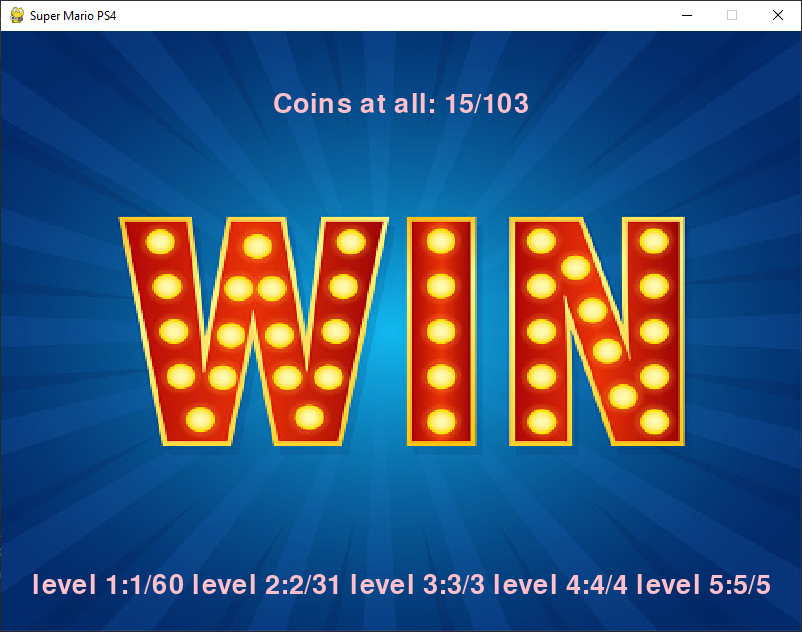 Super Mario PS4
Coins at all: 15/103
WIN
level 1:1/60 level 2:2/31 level 3:3/3 level 4:4/4 level 5:5/5